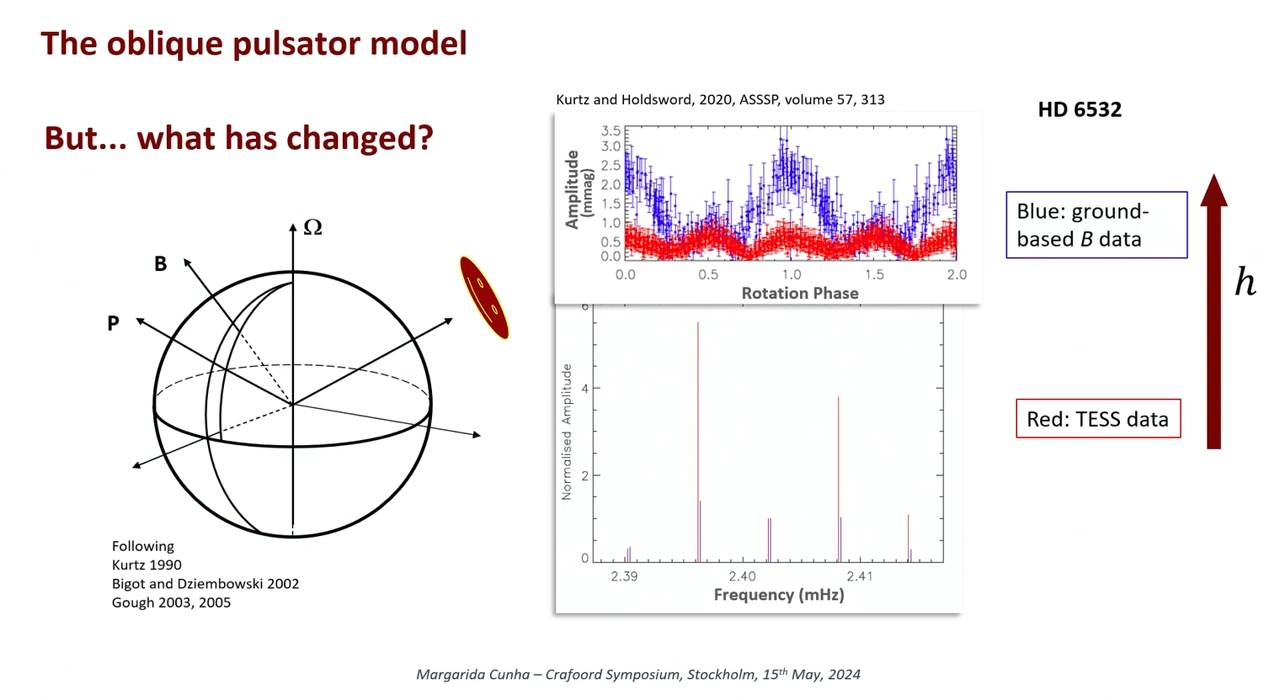 The oblique pulsator model
But... what has changed?
Kurtz and Holdsword, 2020, ASSSP, volume 57, 313
HD 6532
Amplitude
(mmag)
3.5
3.0
2.5
2.0
1.5
1.0
0.5
0.0
0.0
0.5
1.0
1.5
2.0
Rotation Phase
Blue: ground-
based B data
h
Red: TESS data
Ω
B
P
Normalised Amplitude
6
4
2
0
2.39
2.40
2.41
Frequency (mHz)
Following
Kurtz 1990
Bigot and Dziembowski 2002
Gough 2003, 2005
Margarida Cunha – Crafoord Symposium, Stockholm, 15th May, 2024